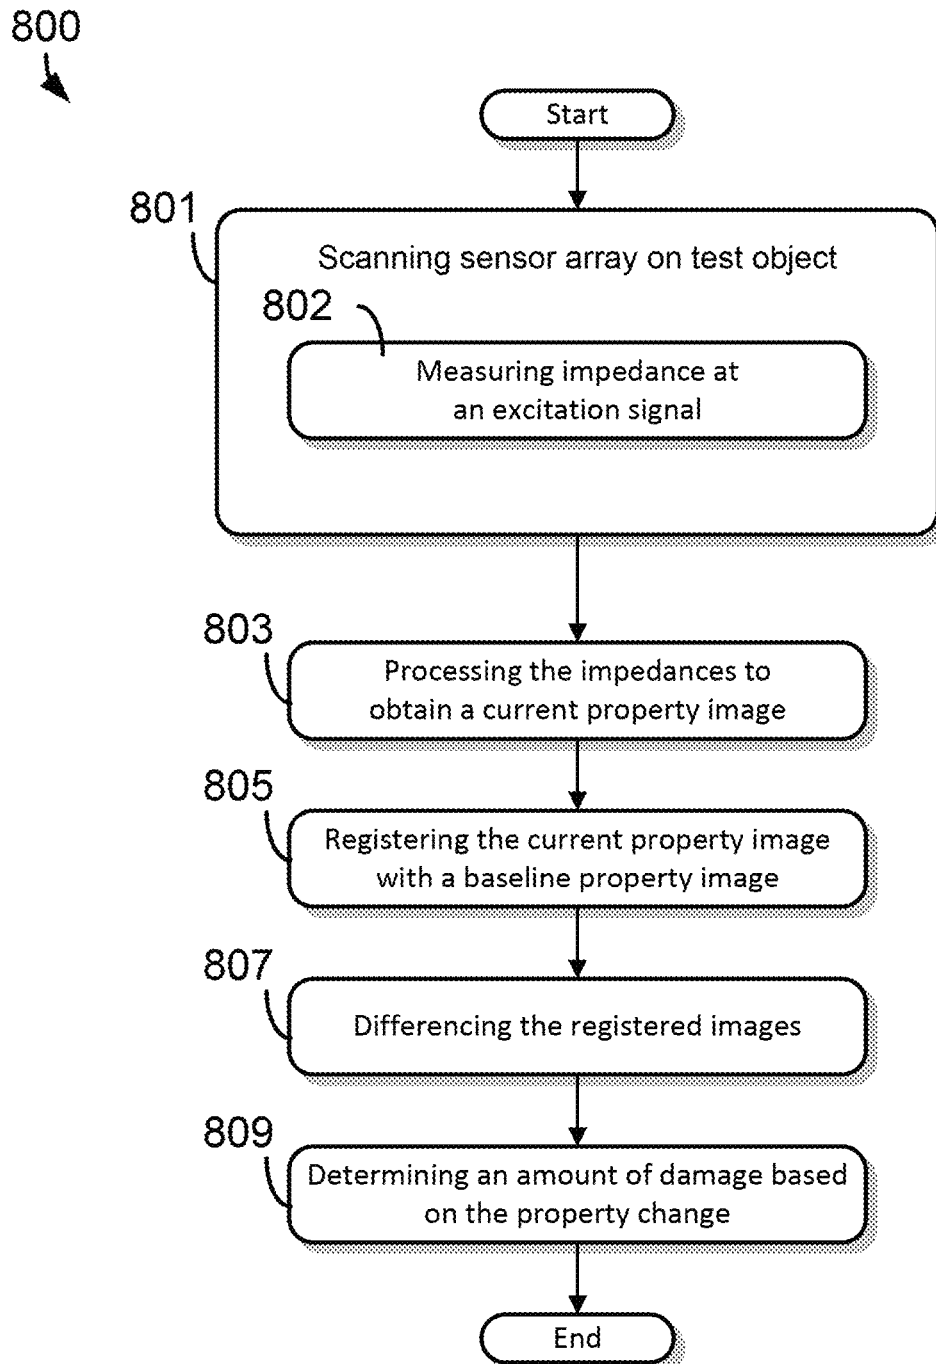 800
Start
801
Scanning sensor array on test object
802
Measuring impedance at
an excitation signal
803
Processing the impedances to
obtain a current property image
805
Registering the current property image
with a baseline property image
807
Differencing the registered images
809
Determining an amount of damage based
on the property change
End